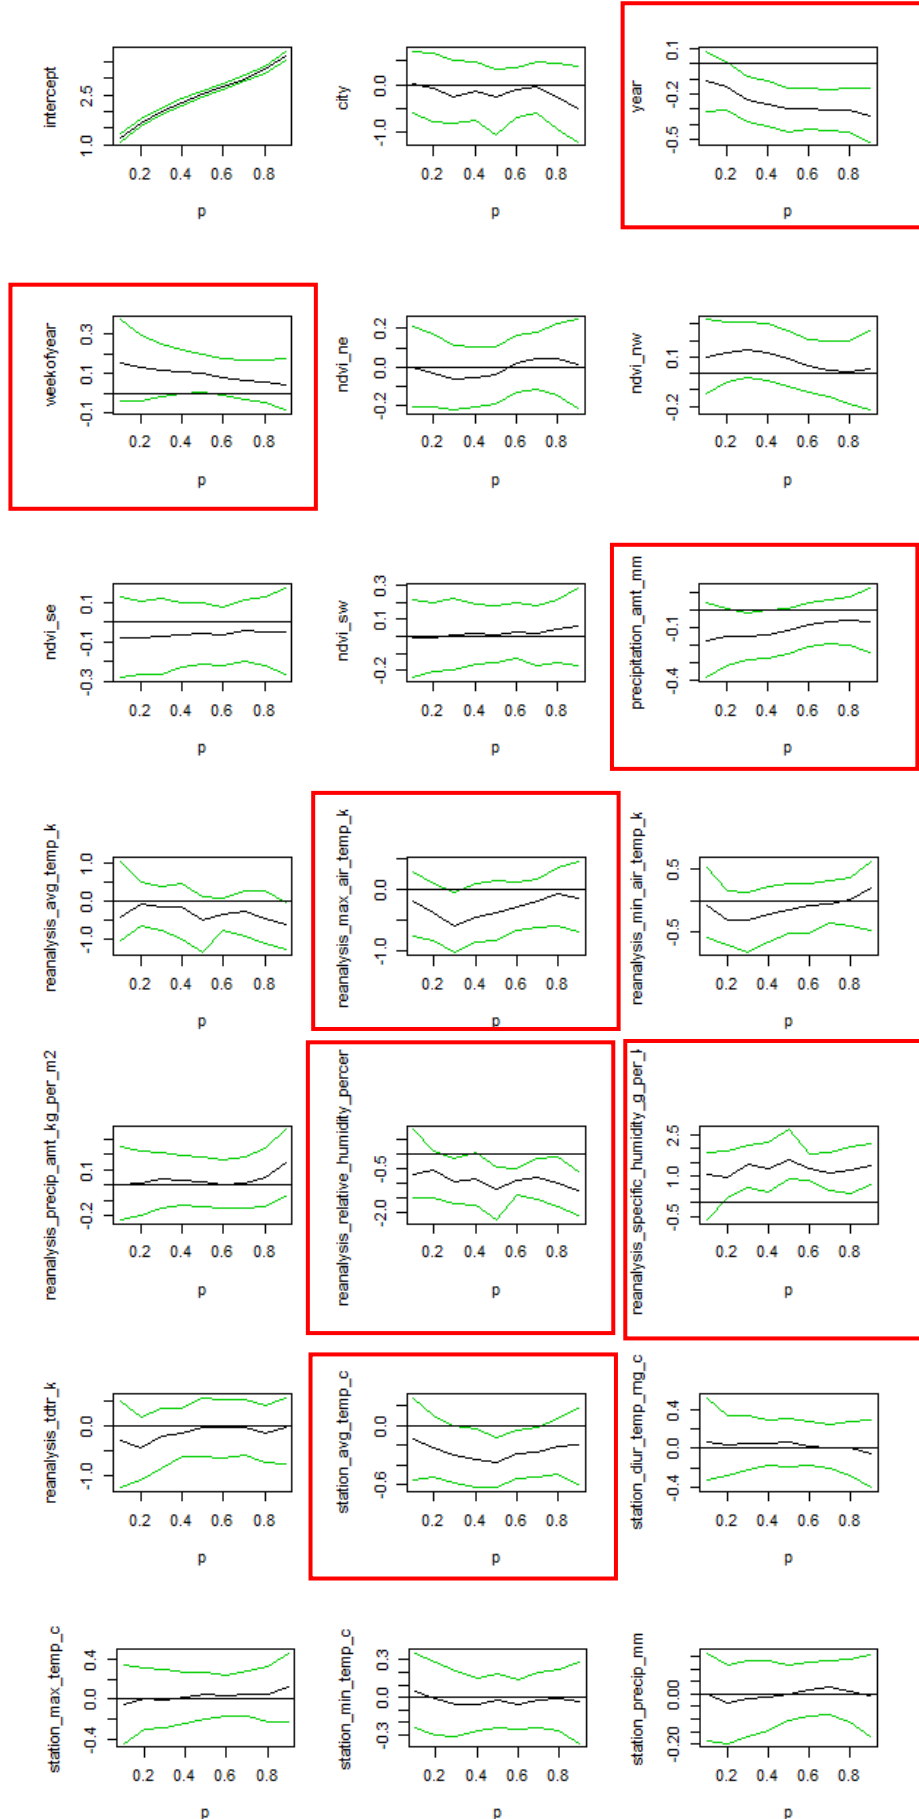 intercept
1.0 2.5
0.2 0.4 0.6 0.8
p
city
-1.0 0.0
0.2 0.4 0.6 0.8
p
year
-0.5 -0.2 0.1
0.2 0.4 0.6 0.8
p
weekofyear
-0.1 0.1 0.3
0.2 0.4 0.6 0.8
p
ndvi_ne
-0.2 0.0 0.2
0.2 0.4 0.6 0.8
p
ndvi_nw
-0.2 0.1
0.2 0.4 0.6 0.8
p
ndvi_se
-0.3 -0.1 0.1
0.2 0.4 0.6 0.8
p
ndvi_sw
-0.2 0.1 0.3
0.2 0.4 0.6 0.8
p
precipitation_amt_mm
-0.4 -0.1
0.2 0.4 0.6 0.8
p
reanalysis_avg_temp_k
-1.0 0.0 1.0
0.2 0.4 0.6 0.8
p
reanalysis_max_air_temp_k
-1.0 0.0
0.2 0.4 0.6 0.8
p
reanalysis_min_air_temp_k
-0.5 0.5
0.2 0.4 0.6 0.8
p
reanalysis_precip_amt_kg_per_m2
-0.2 0.1
0.2 0.4 0.6 0.8
p
reanalysis_relative_humidity_percer
-2.0 -0.5
0.2 0.4 0.6 0.8
p
reanalysis_specific_humidity_g_per_l
-0.5 1.0 2.5
0.2 0.4 0.6 0.8
p
reanalysis_tdtr_k
-1.0 0.0
0.2 0.4 0.6 0.8
p
station_avg_temp_c
-0.6 0.0
0.2 0.4 0.6 0.8
p
station_diur_temp_rng_c
-0.4 0.0 0.4
0.2 0.4 0.6 0.8
p
station_max_temp_c
-0.4 0.0 0.4
0.2 0.4 0.6 0.8
p
station_min_temp_c
-0.3 0.0 0.3
0.2 0.4 0.6 0.8
p
station_precip_mm
-0.20 0.00
0.2 0.4 0.6 0.8
p